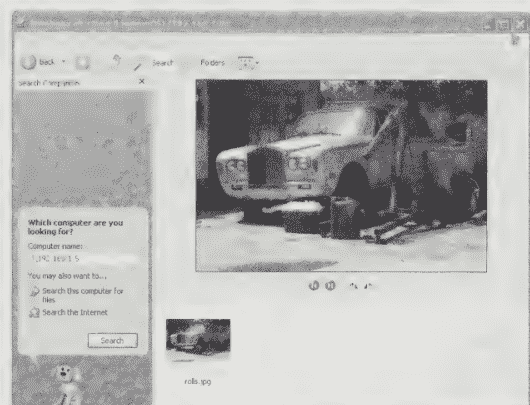 Back
Search
Folders
Search Companion
Which computer are you
looking for?
Computer name:
You may also want to...
Search this computer for
files
Search the Internet
Search
rolls.jpg